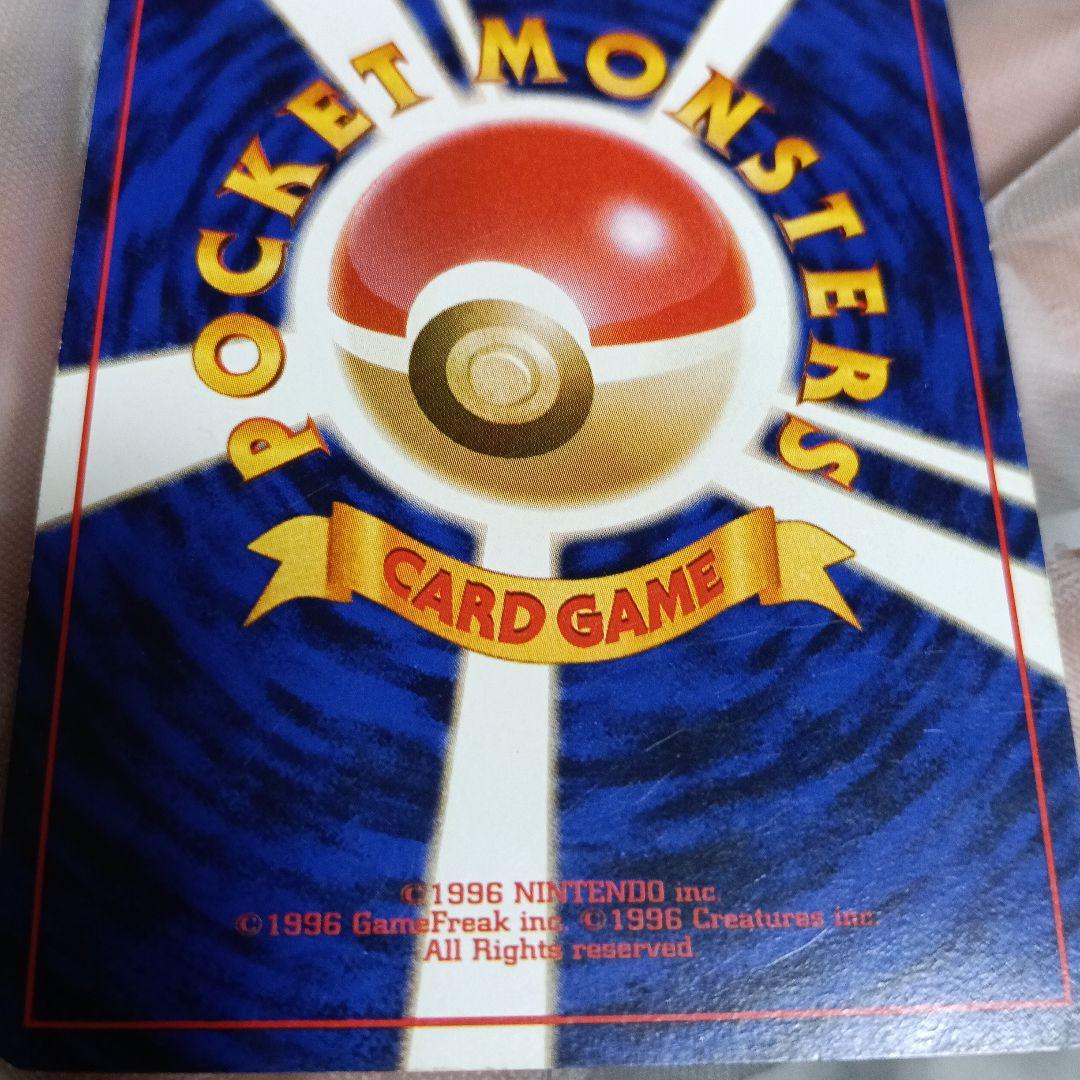 POCKET MONSTERS
CARD GAME
©1996 NINTENDO inc.
©1996 GameFreak inc. ©1996 Creatures inc.
All Rights reserved